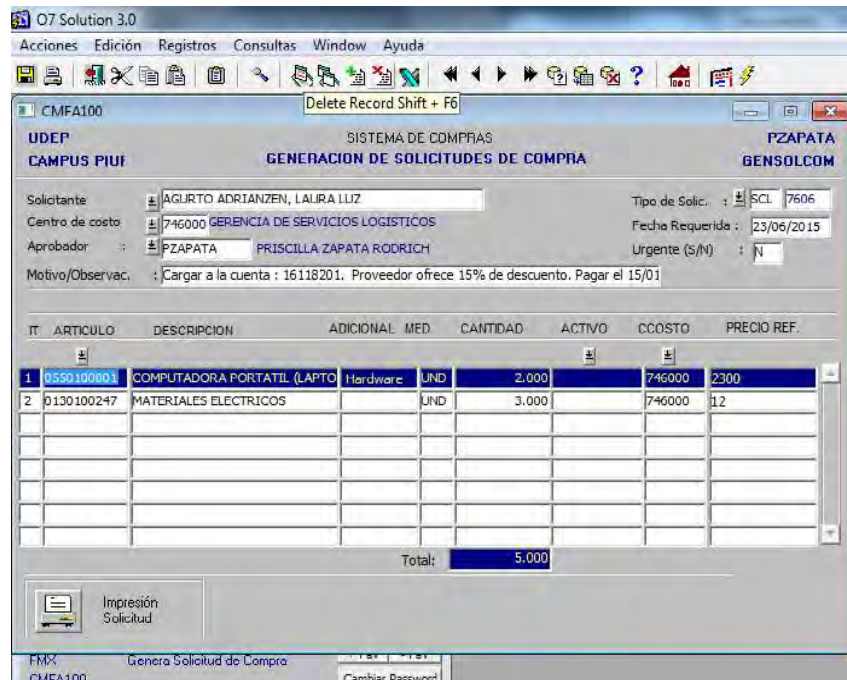 O7 Solution 3.0
Acciones Edición Registros Consultas Window Ayuda
Delete Record Shift + F6
CMFA100
UDEP SISTEMA DE COMPRAS PZAPATA
CAMPUS PIUF GENERACION DE SOLICITUDES DE COMPRA GENSOLCOM
Solicitante AGURTO ADRIANZEN, LAURA LUZ Tipo de Solic. : SCL 7606
Centro de costo 746000 GERENCIA DE SERVICIOS LOGISTICOS Fecha Requerida : 23/06/2015
Aprobador : PZAPATA PRISCILLA ZAPATA RODRICH Urgente (S/N) : N
Motivo/Observac. : Cargar a la cuenta : 16118201. Proveedor ofrece 15% de descuento. Pagar el 15/01
IT ARTICULO DESCRIPCION ADICIONAL MED. CANTIDAD ACTIVO CCOSTO PRECIO REF.
1 0550100001 COMPUTADORA PORTATIL (LAPTO Hardware UND 2.000 746000 2300
2 0130100247 MATERIALES ELECTRICOS UND 3.000 746000 12
Total: 5.000
Impresión
Solicitud
FMX Genera Solicitud de Compra
CMFA100 Cambiar Password